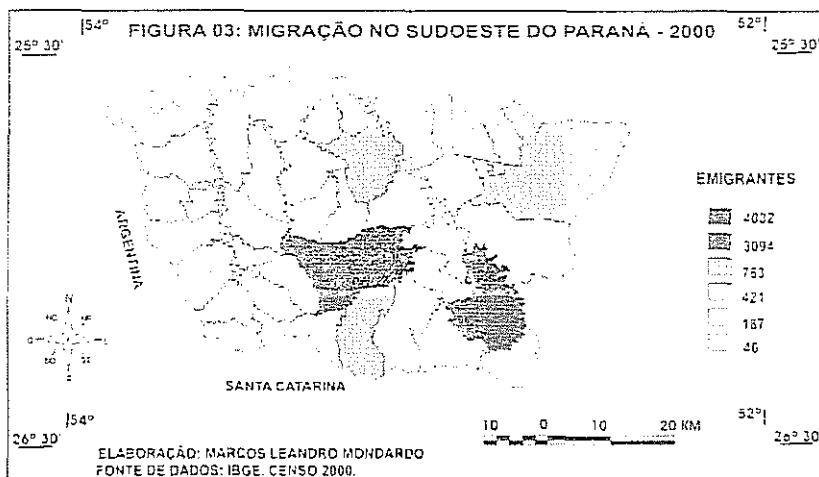 FIGURA 03: MIGRAÇÃO NO SUDOESTE DO PARANÁ - 2000
54°
52°
25° 30'
25° 30'
EMIGRANTES
4032
3094
753
421
187
46
ARGENTINA
N
SANTA CATARINA
54°
52°
26° 30'
26° 30'
10 0 10 20 KM
ELABORAÇÃO: MARCOS LEANDRO MONDARDO
FONTE DE DADOS: IBGE. CENSO 2000.